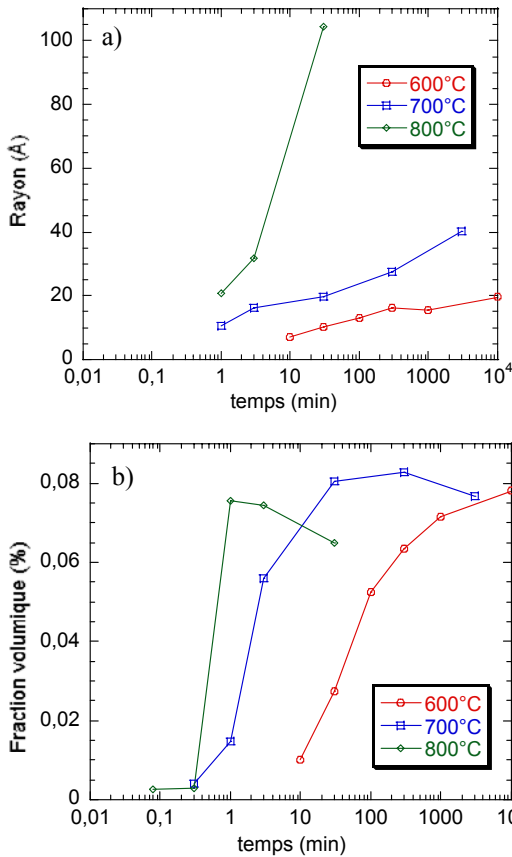 a)
100
80
60
40
20
0
Rayon (Å)
600°C
700°C
800°C
0,01 0,1 1 10 100 1000 10⁴
temps (min)
b)
0,08
0,06
0,04
0,02
0
Fraction volumique (%)
600°C
700°C
800°C
0,01 0,1 1 10 100 1000 10
temps (min)